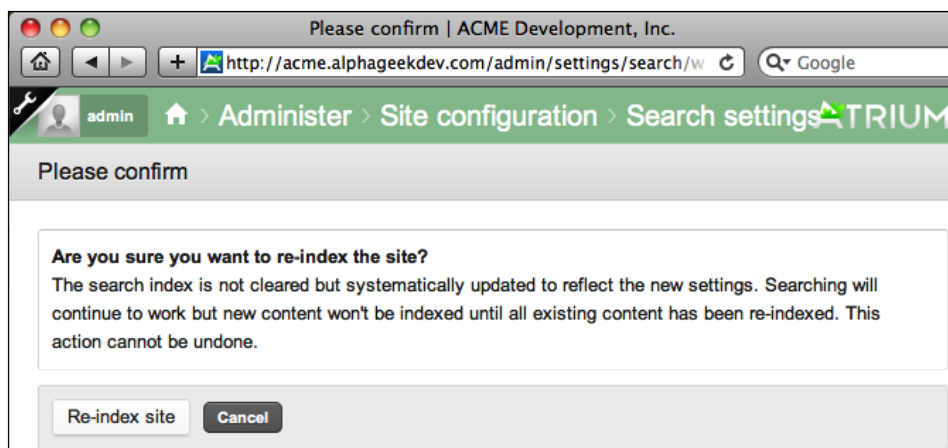 Please confirm | ACME Development, Inc.
+ http://acme.alphageekdev.com/admin/settings/search/w Google
admin > Administer > Site configuration > Search settings ATRIUM
Please confirm
Are you sure you want to re-index the site?
The search index is not cleared but systematically updated to reflect the new settings. Searching will
continue to work but new content won't be indexed until all existing content has been re-indexed. This
action cannot be undone.
Re-index site Cancel